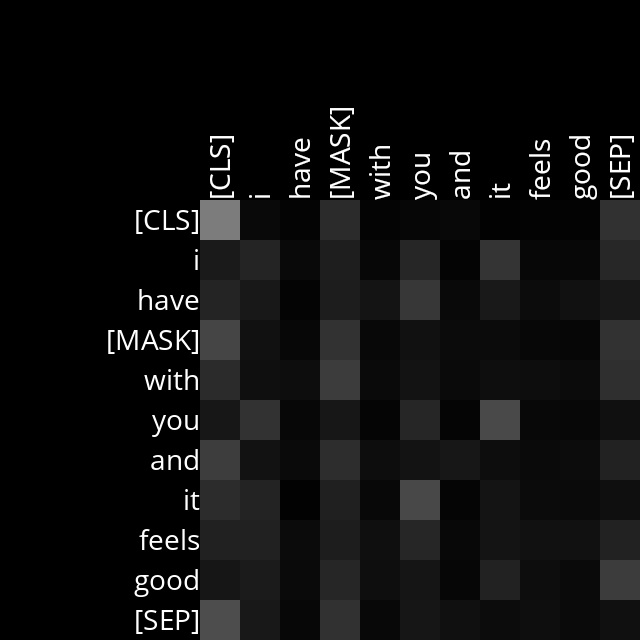 [CLS] i have [MASK] with you and it feels good [SEP]
[CLS]
i
have
[MASK]
with
you
and
it
feels
good
[SEP]